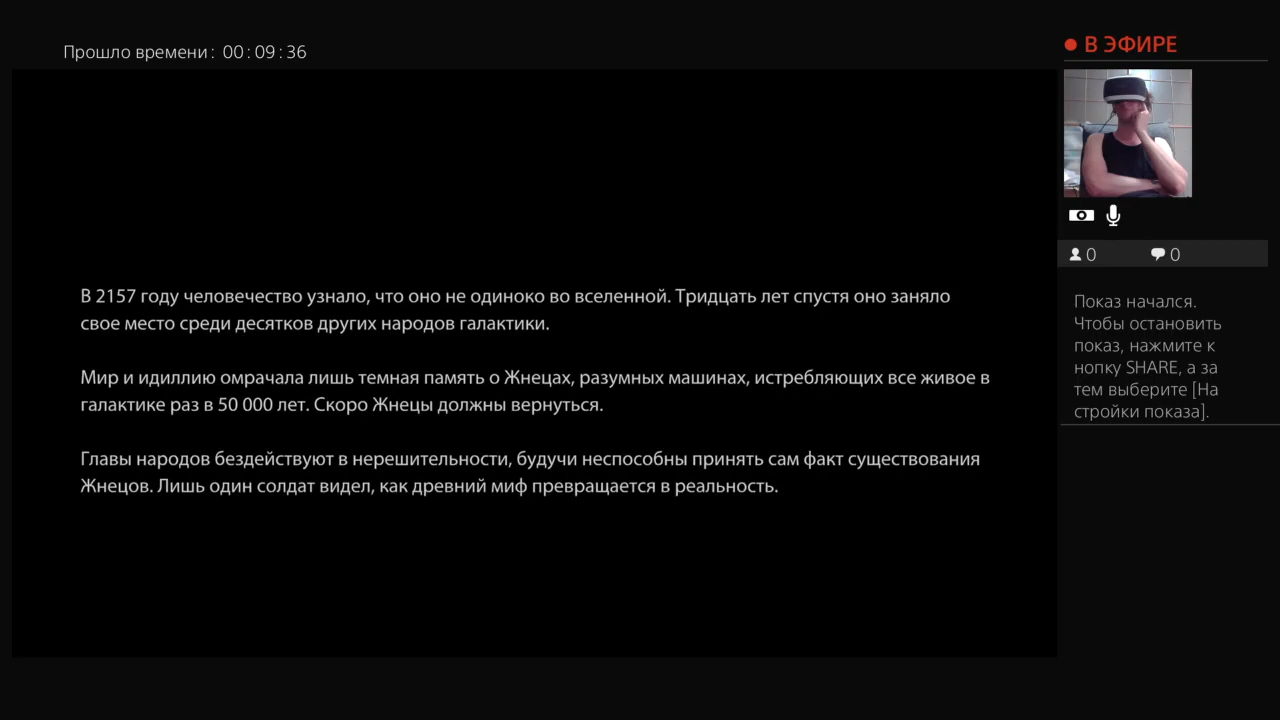 Прошло времени: 00:09:36
В ЭФИРЕ
0 0
Показ начался.
Чтобы остановить
показ, нажмите к
нопку SHARE, а за
тем выберите [На
стройки показа].
В 2157 году человечество узнало, что оно не одиноко во вселенной. Тридцать лет спустя оно заняло
свое место среди десятков других народов галактики.
Мир и идиллию омрачала лишь темная память о Жнецах, разумных машинах, истребляющих все живое в
галактике раз в 50 000 лет. Скоро Жнецы должны вернуться.
Главы народов бездействуют в нерешительности, будучи неспособны принять сам факт существования
Жнецов. Лишь один солдат видел, как древний миф превращается в реальность.